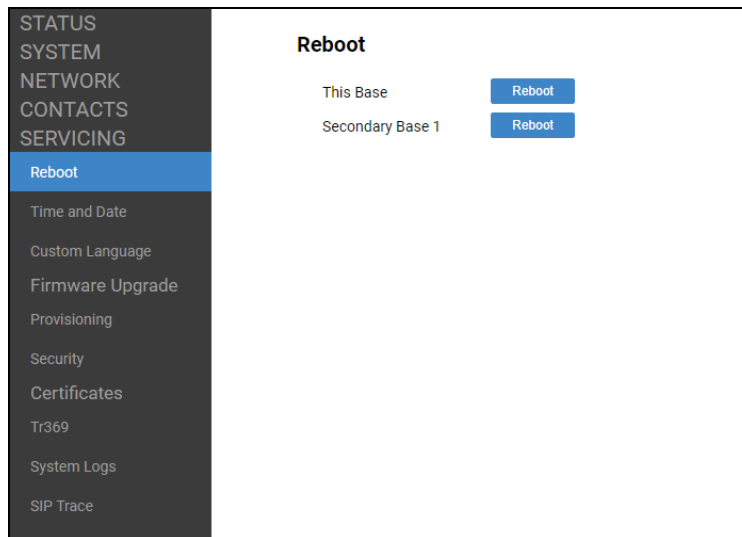 STATUS
SYSTEM
NETWORK
CONTACTS
SERVICING
Reboot
Time and Date
Custom Language
Firmware Upgrade
Provisioning
Security
Certificates
Tr369
System Logs
SIP Trace
Reboot
This Base Reboot
Secondary Base 1 Reboot